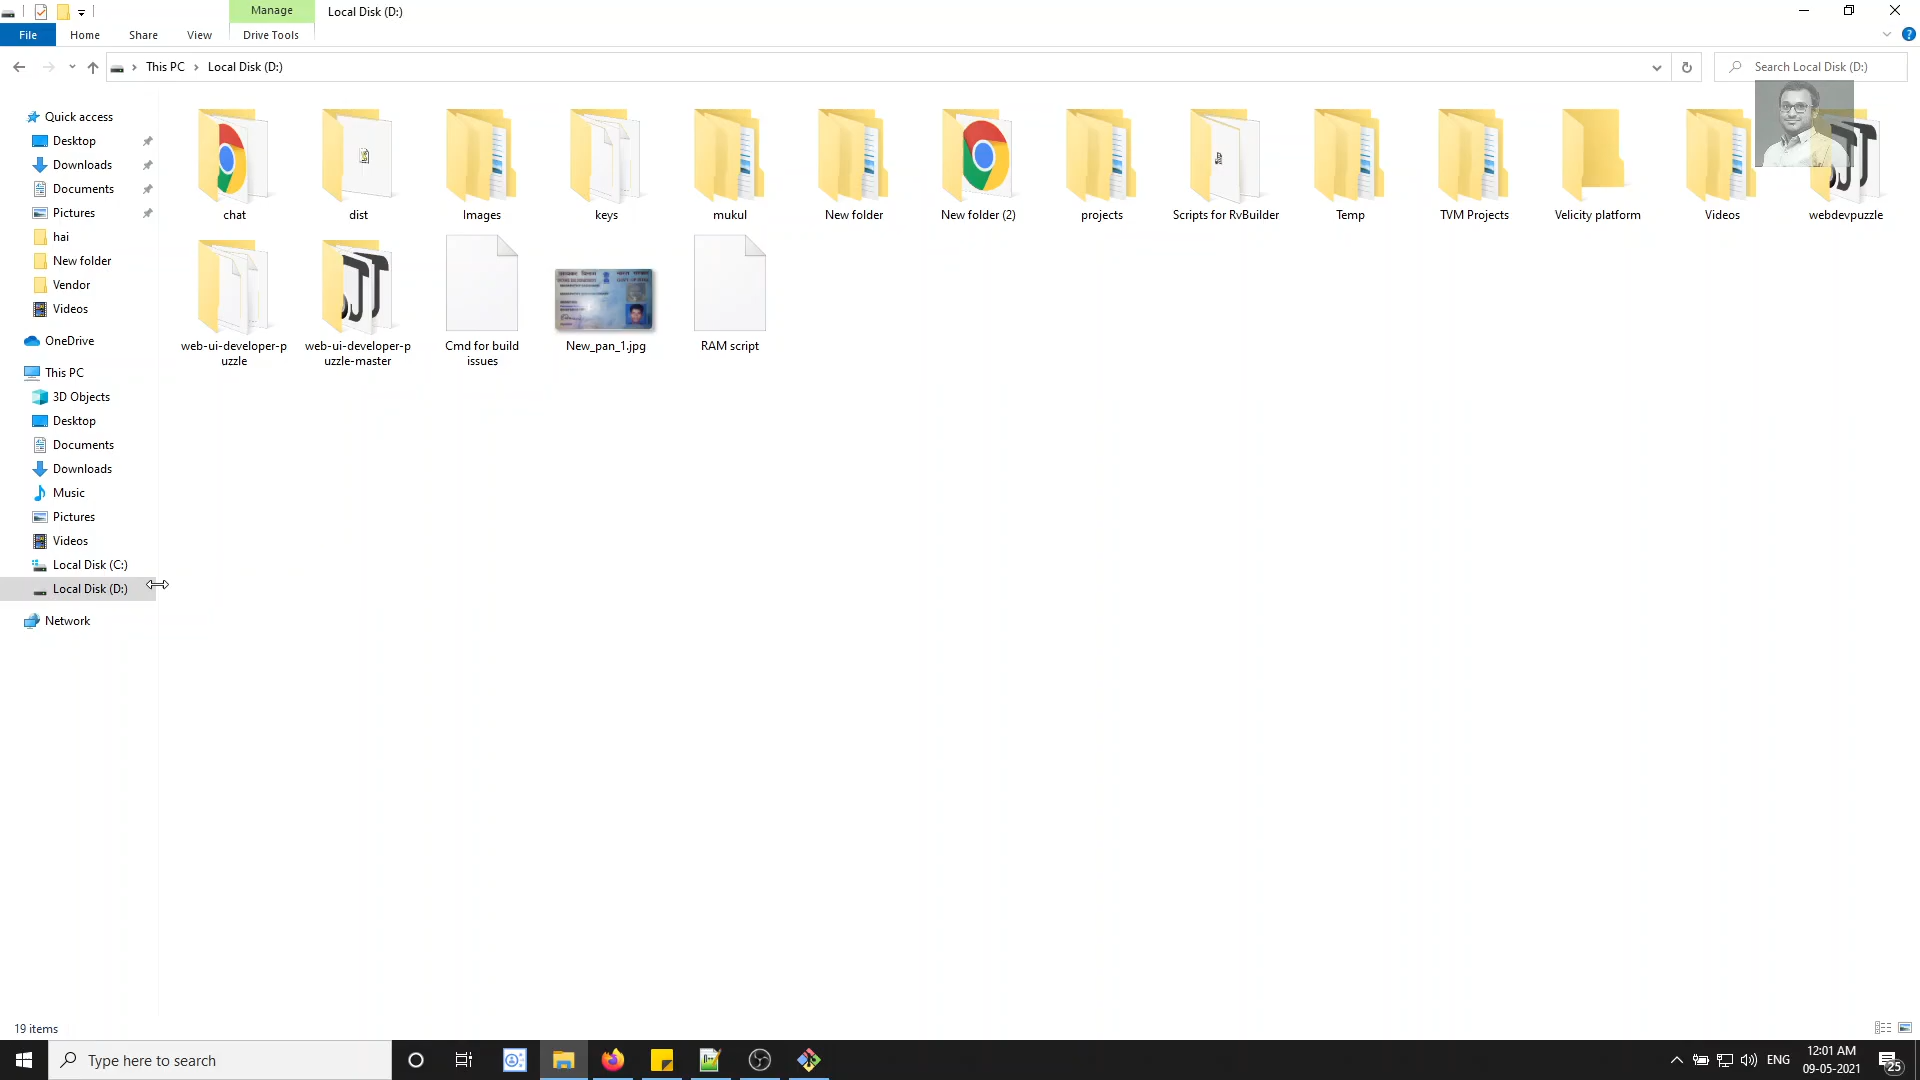 Manage
Local Disk (D:)
File
Home
Share
View
Drive Tools
This PC
Local Disk (D:)
Search Local Disk (D:)
Quick access
Desktop
Downloads
Documents
Pictures
hai
New folder
Vendor
Videos
OneDrive
This PC
3D Objects
Desktop
Documents
Downloads
Music
Pictures
Videos
Local Disk (C:)
Local Disk (D:)
Network
chat
dist
Images
keys
mukul
New folder
New folder (2)
projects
Scripts for RvBuilder
Temp
TVM Projects
Velicity platform
Videos
webdevpuzzle
web-ui-developer-p
uzzle
web-ui-developer-p
uzzle-master
Cmd for build
issues
New_pan_1.jpg
RAM script
19 items
Type here to search
ENG
12:01 AM
09-05-2021
25